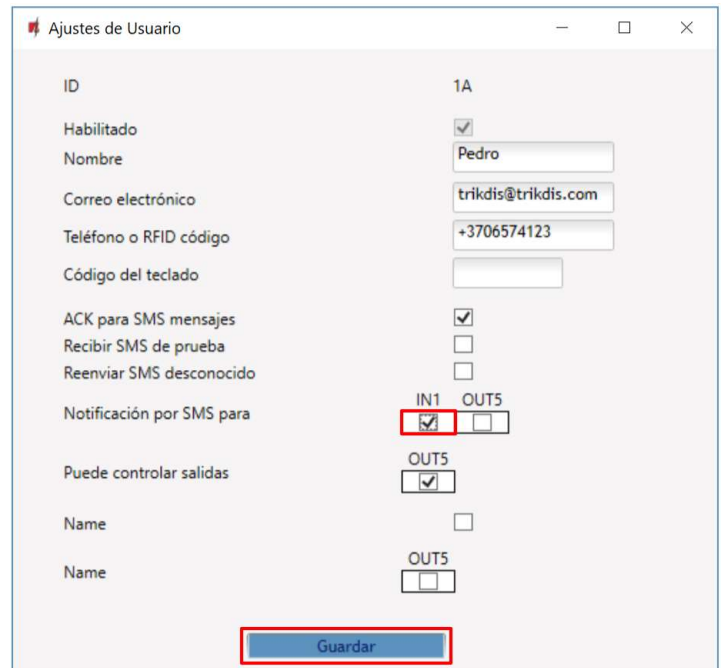 Ajustes de Usuario
ID 1A
Habilitado
Nombre Pedro
Correo electrónico trikdis@trikdis.com
Teléfono o RFID código +3706574123
Código del teclado
ACK para SMS mensajes
Recibir SMS de prueba
Reenviar SMS desconocido
IN1 OUT5
Notificación por SMS para
OUT5
Puede controlar salidas
Name
OUT5
Name
Guardar